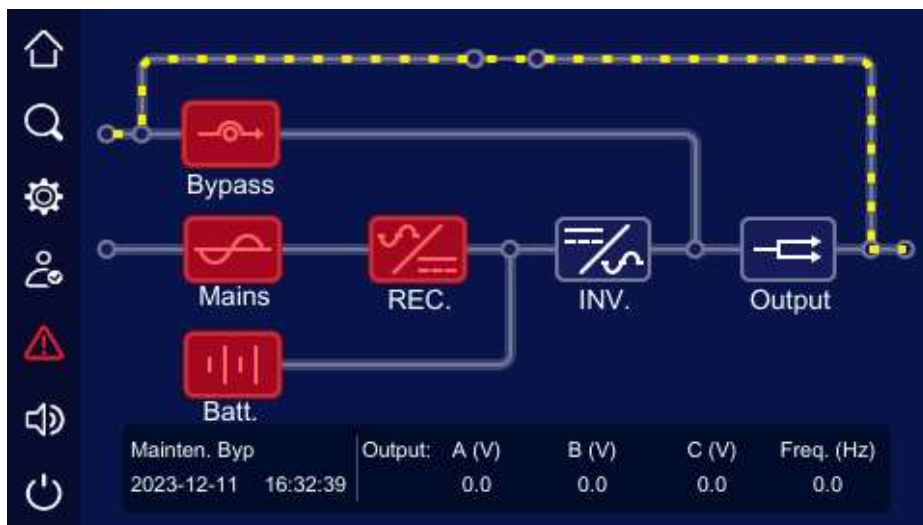 Bypass
Mains
REC.
INV.
Output
Batt.
Mainten. Byp
2023-12-11 16:32:39
Output: A (V) B (V) C (V) Freq. (Hz)
0.0 0.0 0.0 0.0